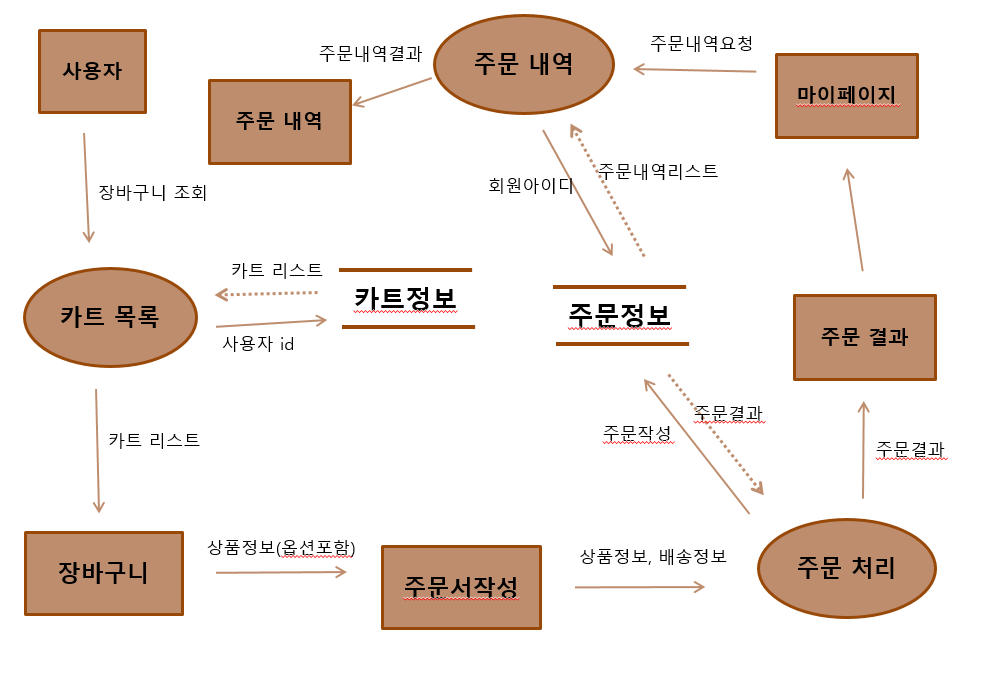 사용자
주문내역결과
주문 내역
주문내역요청
마이페이지
주문 내역
장바구니 조회
회원아이디
주문내역리스트
카트 리스트
카트정보
카트 목록
사용자 id
주문정보
주문 결과
카트 리스트
주문작성
주문결과
주문결과
장바구니
상품정보(옵션포함)
주문서작성
상품정보, 배송정보
주문 처리